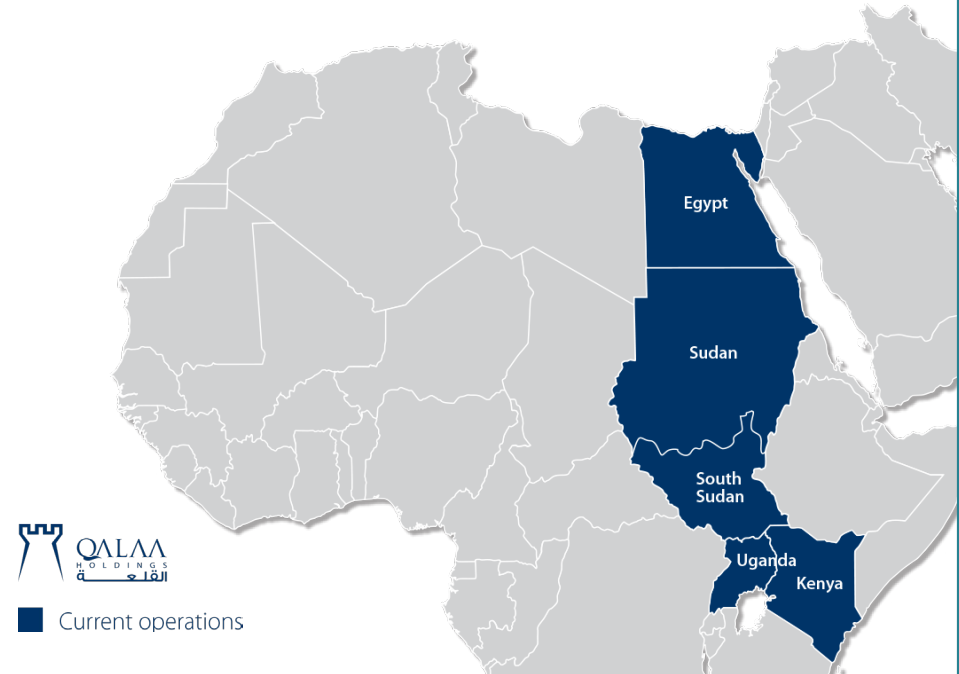 Egypt
Sudan
South
Sudan
Uganda
Kenya
QALAA
HOLDINGS
القلعة
Current operations